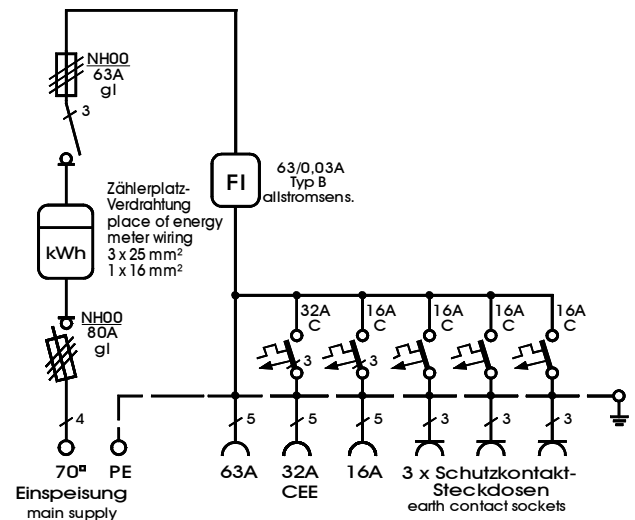 NH00
63A
gl
3
Zählerplatz-
Verdrahtung
place of energy
meter wiring
3 x 25 mm²
1 x 16 mm²
kWh
NH00
80A
gl
4
70
PE
Einspeisung
main supply
FI
63/0,03A
Typ B
allstromsens.
32A
C
16A
C
16A
C
16A
C
16A
C
3
3
5
5
5
3
3
3
63A
32A
CEE
16A
3 x Schutzkontakt-
Steckdosen
earth contact sockets